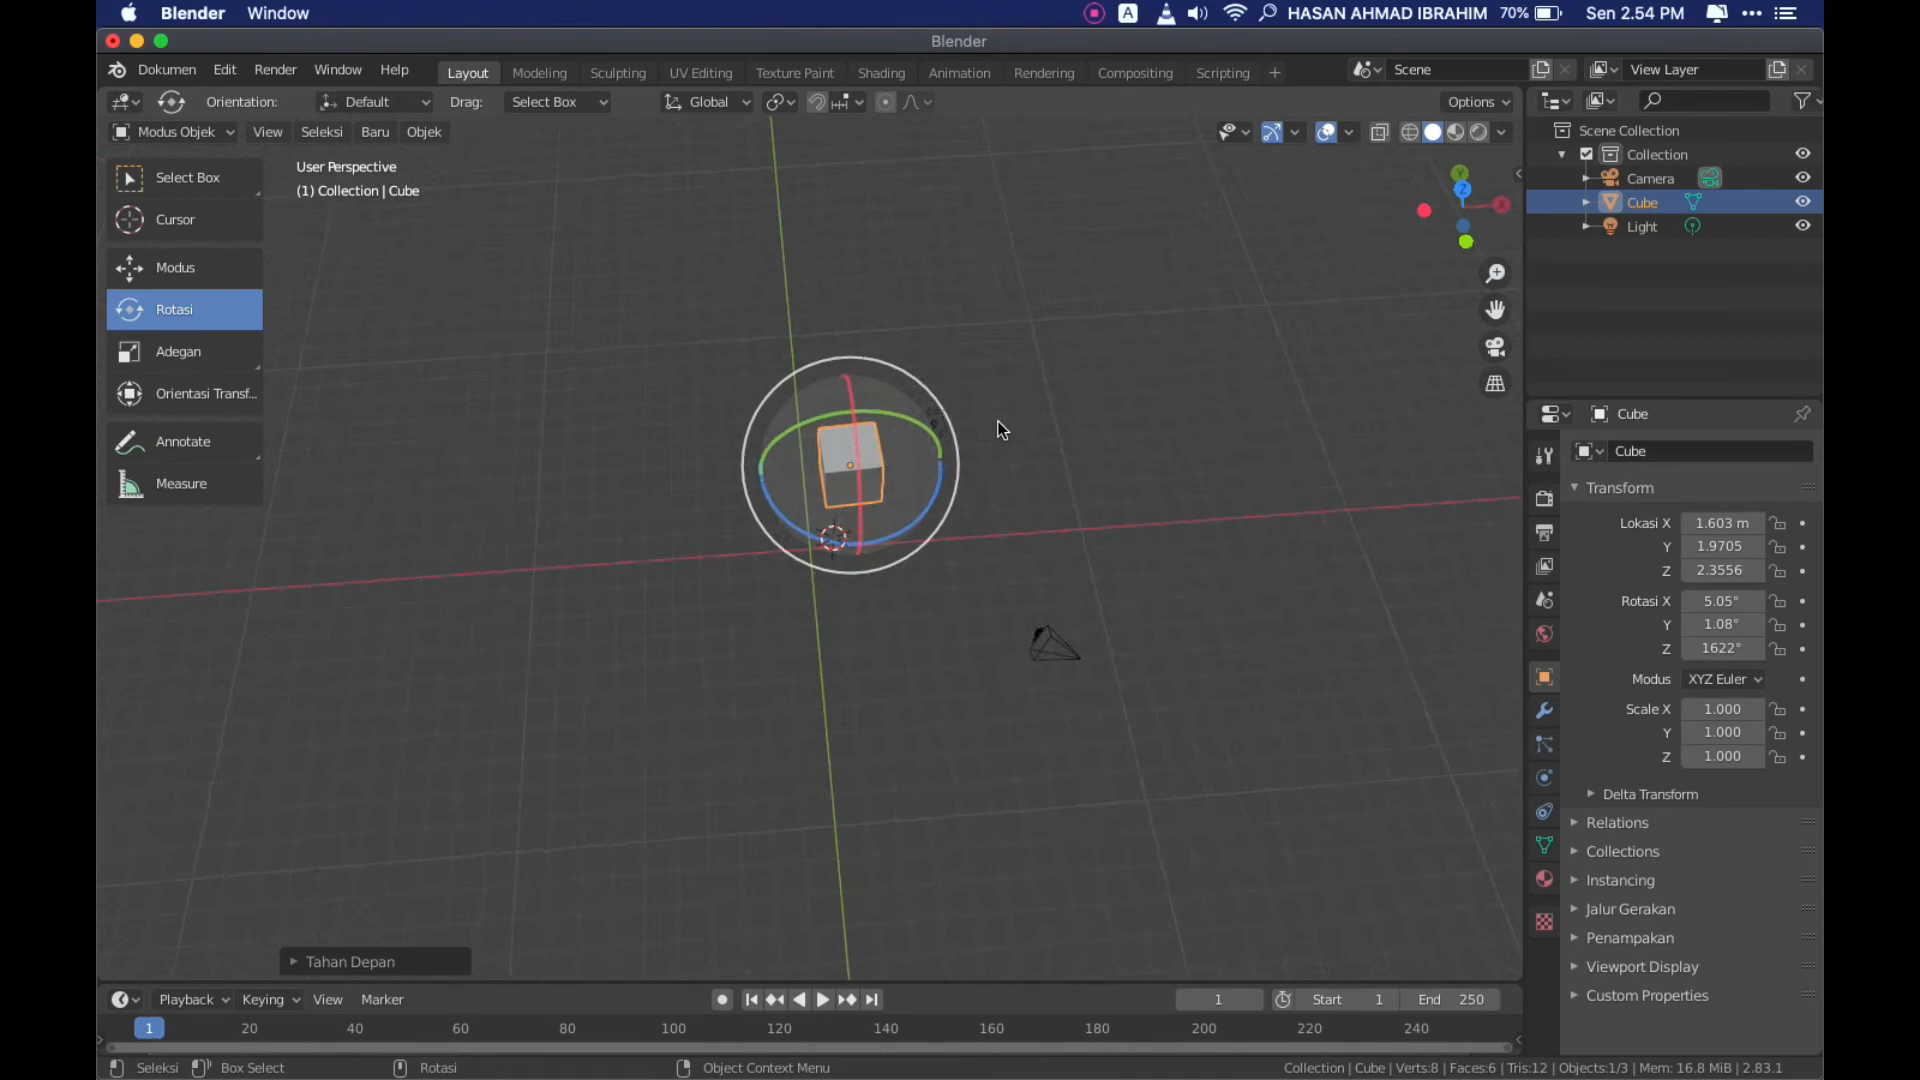 Blender Window
A HASAN AHMAD IBRAHIM 70% Sen 2.54 PM
Blender
Dokumen Edit Render Window Help
Layout Modeling Sculpting UV Editing Texture Paint Shading Animation Rendering Compositing Scripting +
Scene View Layer
Orientation: Default Drag: Select Box Global Options
Modus Objek View Seleksi Baru Objek
User Perspective
(1) Collection | Cube
Select Box
Cursor
Modus
Rotasi
Adegan
Orientasi Transf...
Annotate
Measure
Y
Z
X
Scene Collection
Collection
Camera
Cube
Light
Cube
Cube
Transform
Lokasi X 1.603 m
Y 1.9705
Z 2.3556
Rotasi X 5.05°
Y 1.08°
Z 1622°
Modus XYZ Euler
Scale X 1.000
Y 1.000
Z 1.000
Delta Transform
Relations
Collections
Instancing
Jalur Gerakan
Penampakan
Viewport Display
Custom Properties
Tahan Depan
Playback Keying View Marker
1 Start 1 End 250
1 20 40 60 80 100 120 140 160 180 200 220 240
Seleksi Box Select Rotasi Object Context Menu
Collection | Cube | Verts:8 | Faces:6 | Tris:12 | Objects:1/3 | Mem: 16.8 MiB | 2.83.1